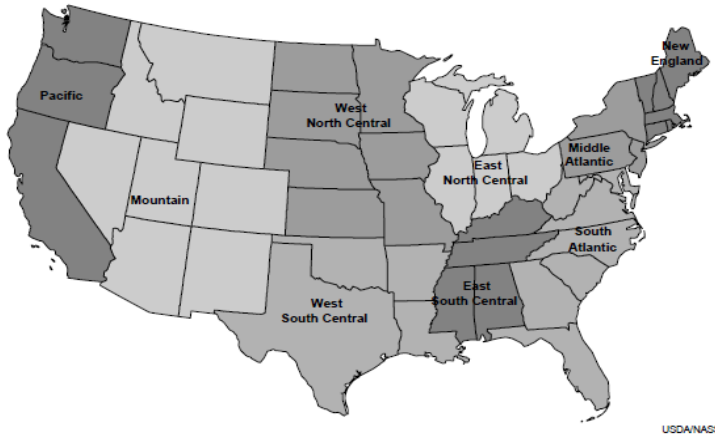 New
England
Pacific
West
North Central
Middle
Atlantic
East
North Central
Mountain
South
Atlantic
East
South Central
West
South Central
USDA/NASS